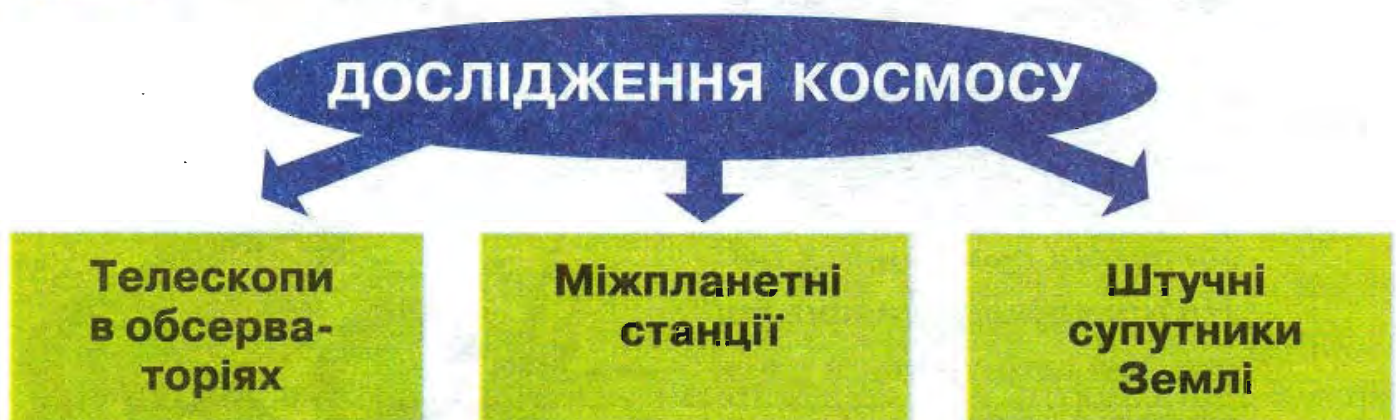 ДОСЛІДЖЕННЯ КОСМОСУ
Телескопи
в обсерва-
торіях
Міжпланетні
станції
Штучні
супутники
Землі